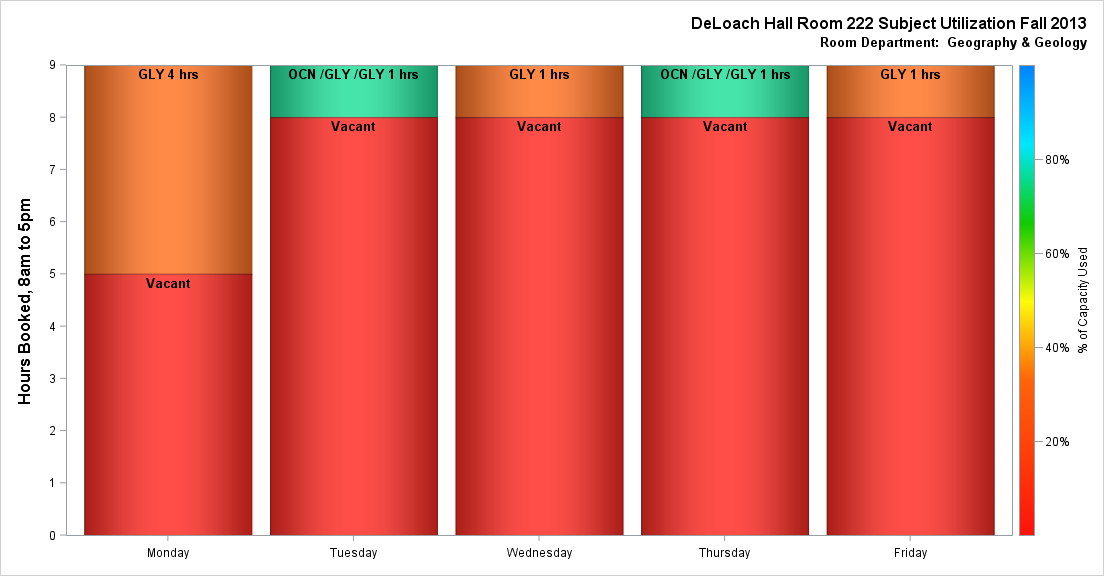 DeLoach Hall Room 222 Subject Utilization Fall 2013
Room Department:  Geography & Geology
Hours Booked, 8am to 5pm
9
8
7
6
5
4
3
2
1
0
GLY 4 hrs
Vacant
OCN /GLY /GLY 1 hrs
Vacant
GLY 1 hrs
Vacant
OCN /GLY /GLY 1 hrs
Vacant
GLY 1 hrs
Vacant
Monday
Tuesday
Wednesday
Thursday
Friday
80%
60%
40%
20%
% of Capacity Used